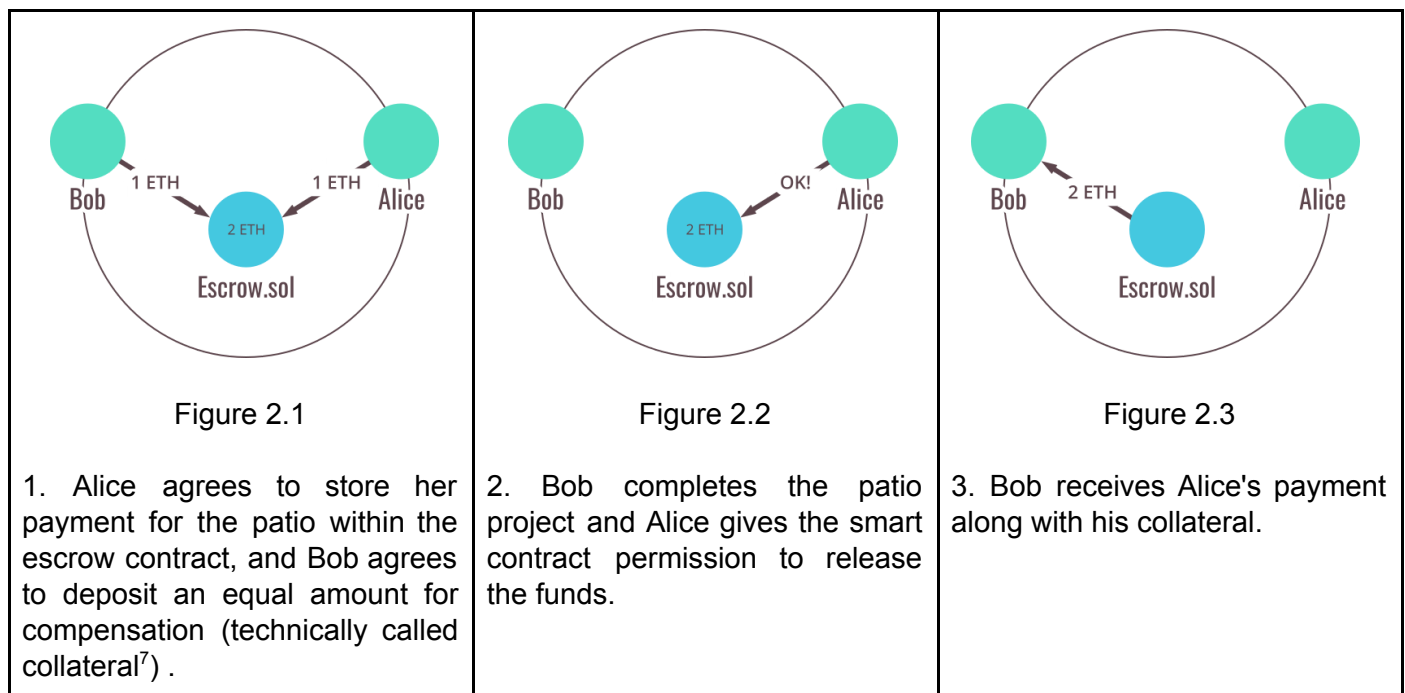 1 ETH
1 ETH
Bob
Alice
2 ETH
Escrow.sol
Figure 2.1
1. Alice agrees to store her
payment for the patio within the
escrow contract, and Bob agrees
to deposit an equal amount for
compensation (technically called
collateral⁷) .
OK!
Bob
Alice
2 ETH
Escrow.sol
Figure 2.2
2. Bob completes the patio
project and Alice gives the smart
contract permission to release
the funds.
2 ETH
Bob
Alice
Escrow.sol
Figure 2.3
3. Bob receives Alice's payment
along with his collateral.